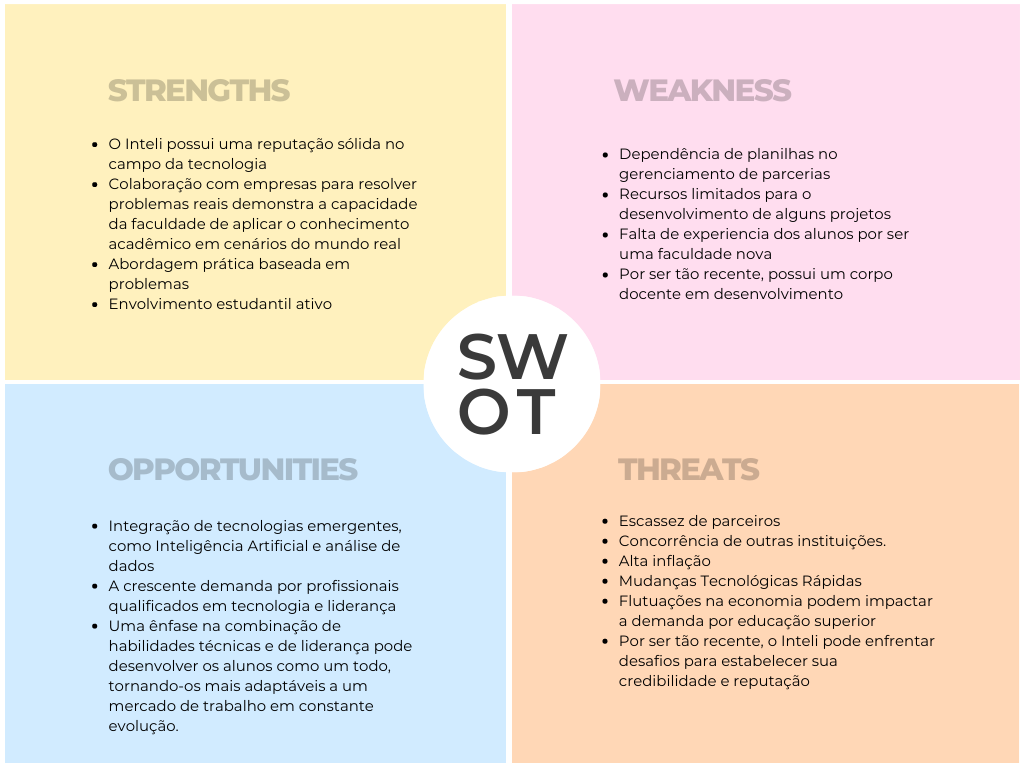 STRENGTHS
• O Inteli possui uma reputação sólida no
campo da tecnologia
• Colaboração com empresas para resolver
problemas reais demonstra a capacidade
da faculdade de aplicar o conhecimento
acadêmico em cenários do mundo real
• Abordagem prática baseada em
problemas
• Envolvimento estudantil ativo
WEAKNESS
• Dependência de planilhas no
gerenciamento de parcerias
• Recursos limitados para o
desenvolvimento de alguns projetos
• Falta de experiencia dos alunos por ser
uma faculdade nova
• Por ser tão recente, possui um corpo
docente em desenvolvimento
SW
OT
OPPORTUNITIES
• Integração de tecnologias emergentes,
como Inteligência Artificial e análise de
dados
• A crescente demanda por profissionais
qualificados em tecnologia e liderança
• Uma ênfase na combinação de
habilidades técnicas e de liderança pode
desenvolver os alunos como um todo,
tornando-os mais adaptáveis a um
mercado de trabalho em constante
evolução.
THREATS
• Escassez de parceiros
• Concorrência de outras instituições.
• Alta inflação
• Mudanças Tecnológicas Rápidas
• Flutuações na economia podem impactar
a demanda por educação superior
• Por ser tão recente, o Inteli pode enfrentar
desafios para estabelecer sua
credibilidade e reputação